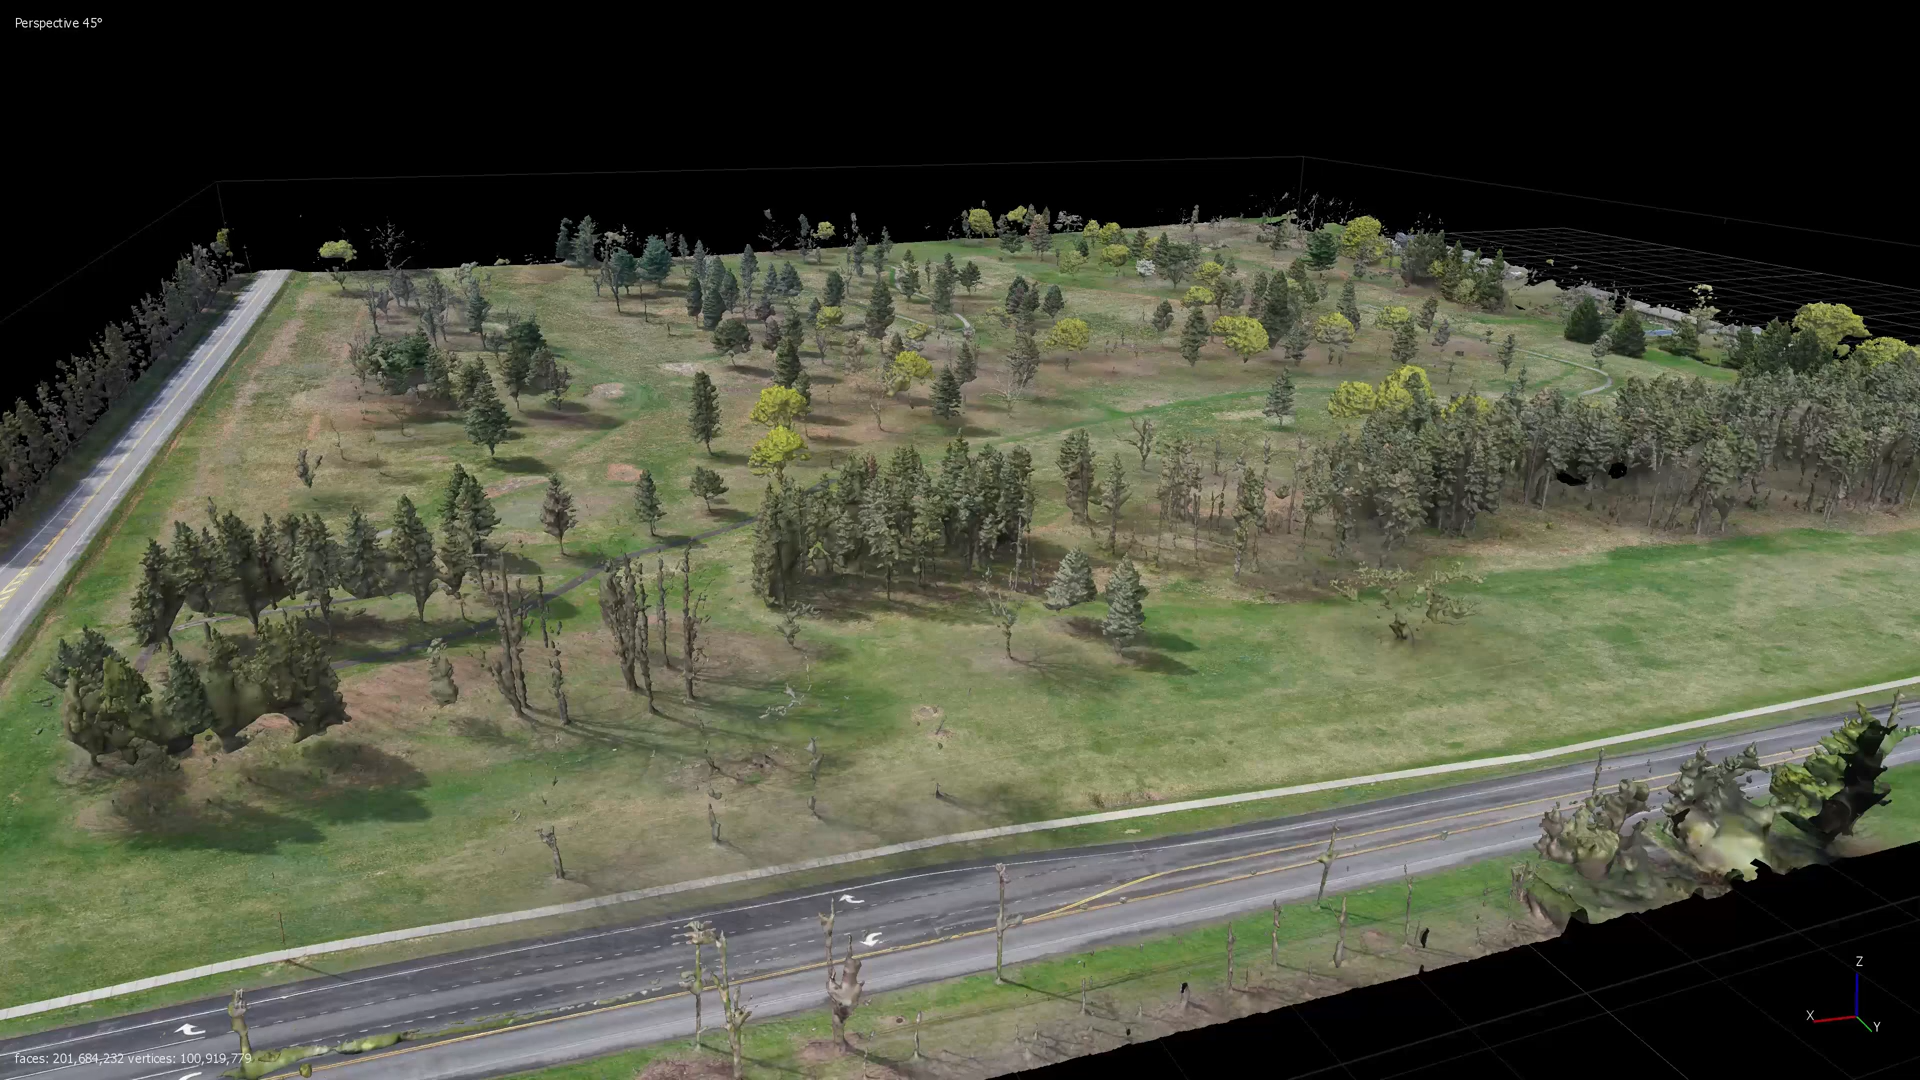 Perspective 45°
Z
X
Y
faces: 201,684,232 vertices: 100,919,779